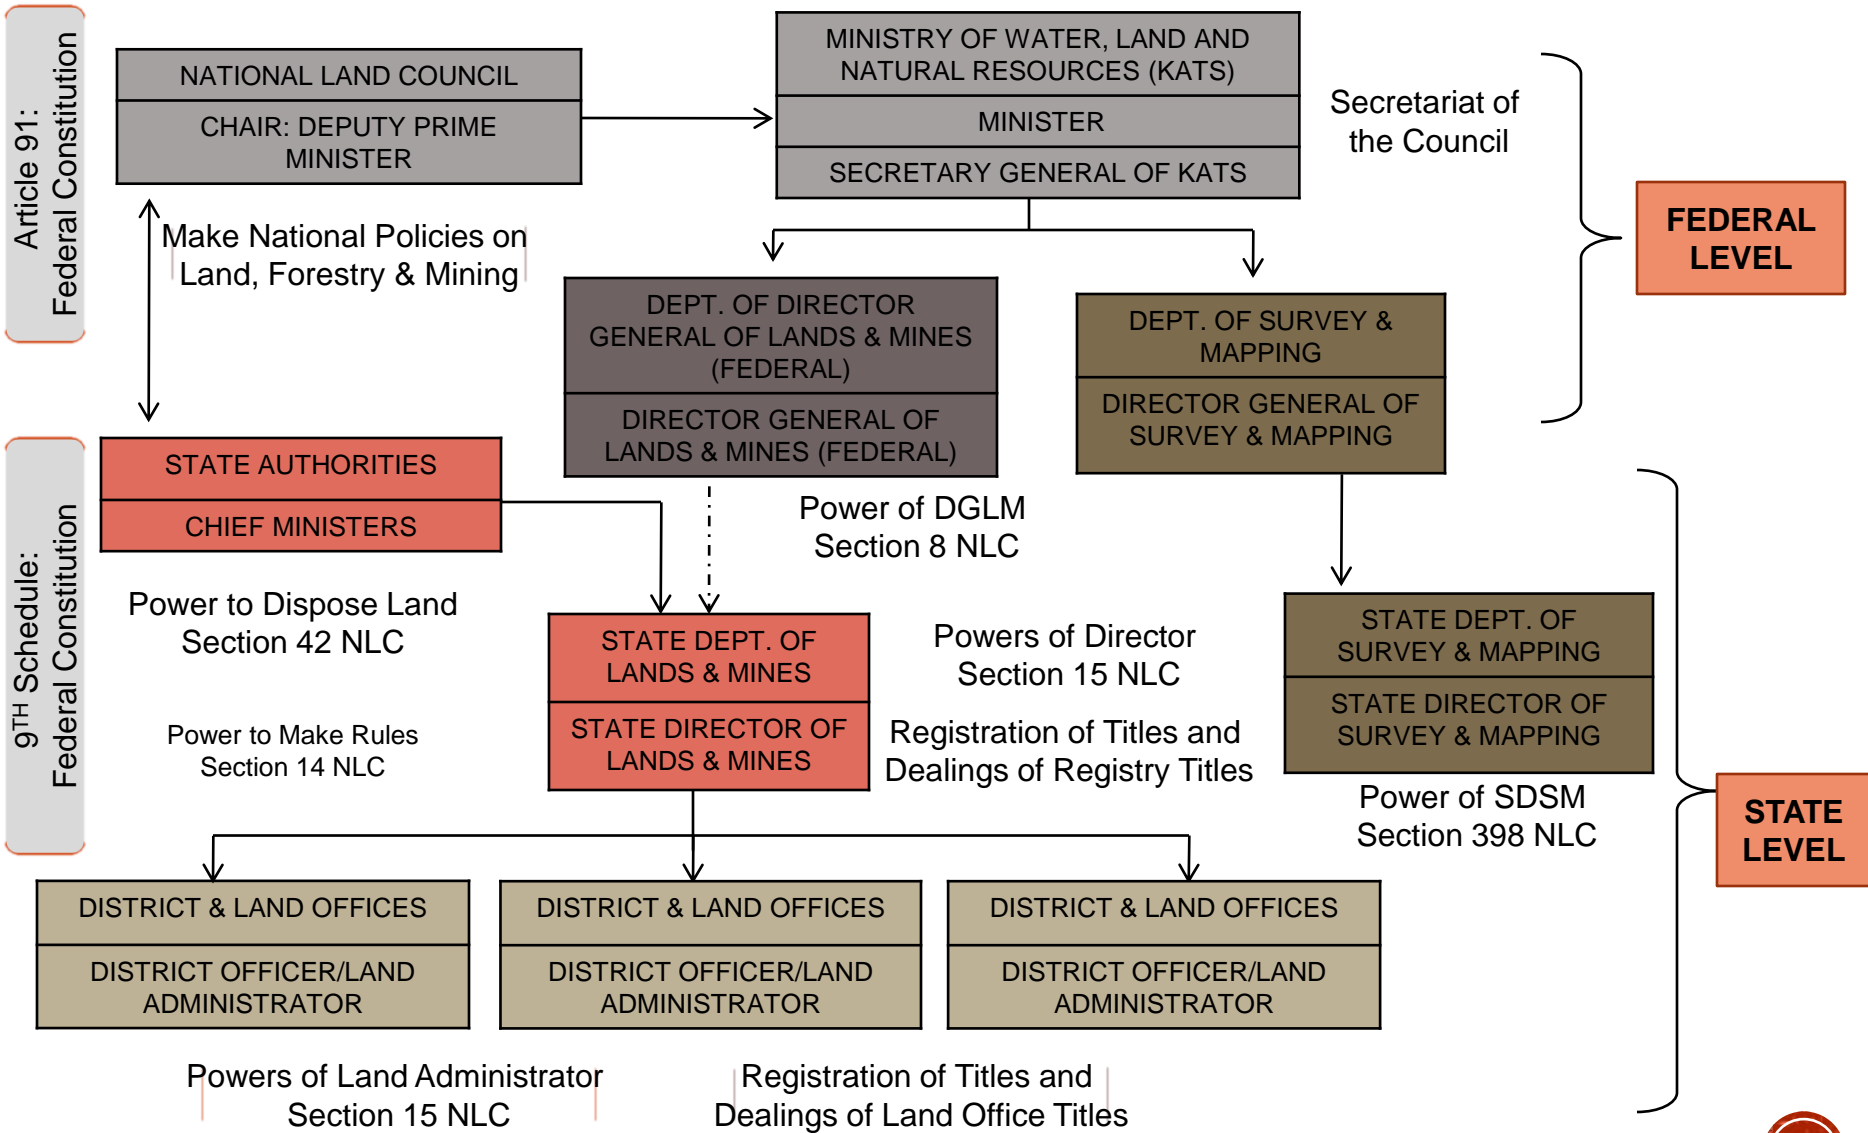 Article 91:
Federal Constitution
NATIONAL LAND COUNCIL
CHAIR: DEPUTY PRIME
MINISTER
MINISTRY OF WATER, LAND AND
NATURAL RESOURCES (KATS)
MINISTER
SECRETARY GENERAL OF KATS
Secretariat of
the Council
FEDERAL
LEVEL
Make National Policies on
Land, Forestry & Mining
DEPT. OF DIRECTOR
GENERAL OF LANDS & MINES
(FEDERAL)
DIRECTOR GENERAL OF
LANDS & MINES (FEDERAL)
DEPT. OF SURVEY &
MAPPING
DIRECTOR GENERAL OF
SURVEY & MAPPING
9TH Schedule:
Federal Constitution
STATE AUTHORITIES
CHIEF MINISTERS
Power of DGLM
Section 8 NLC
Power to Dispose Land
Section 42 NLC
Power to Make Rules
Section 14 NLC
STATE DEPT. OF
LANDS & MINES
STATE DIRECTOR OF
LANDS & MINES
Powers of Director
Section 15 NLC
Registration of Titles and
Dealings of Registry Titles
STATE DEPT. OF
SURVEY & MAPPING
STATE DIRECTOR OF
SURVEY & MAPPING
Power of SDSM
Section 398 NLC
STATE
LEVEL
DISTRICT & LAND OFFICES
DISTRICT OFFICER/LAND
ADMINISTRATOR
DISTRICT & LAND OFFICES
DISTRICT OFFICER/LAND
ADMINISTRATOR
DISTRICT & LAND OFFICES
DISTRICT OFFICER/LAND
ADMINISTRATOR
Powers of Land Administrator
Section 15 NLC
Registration of Titles and
Dealings of Land Office Titles